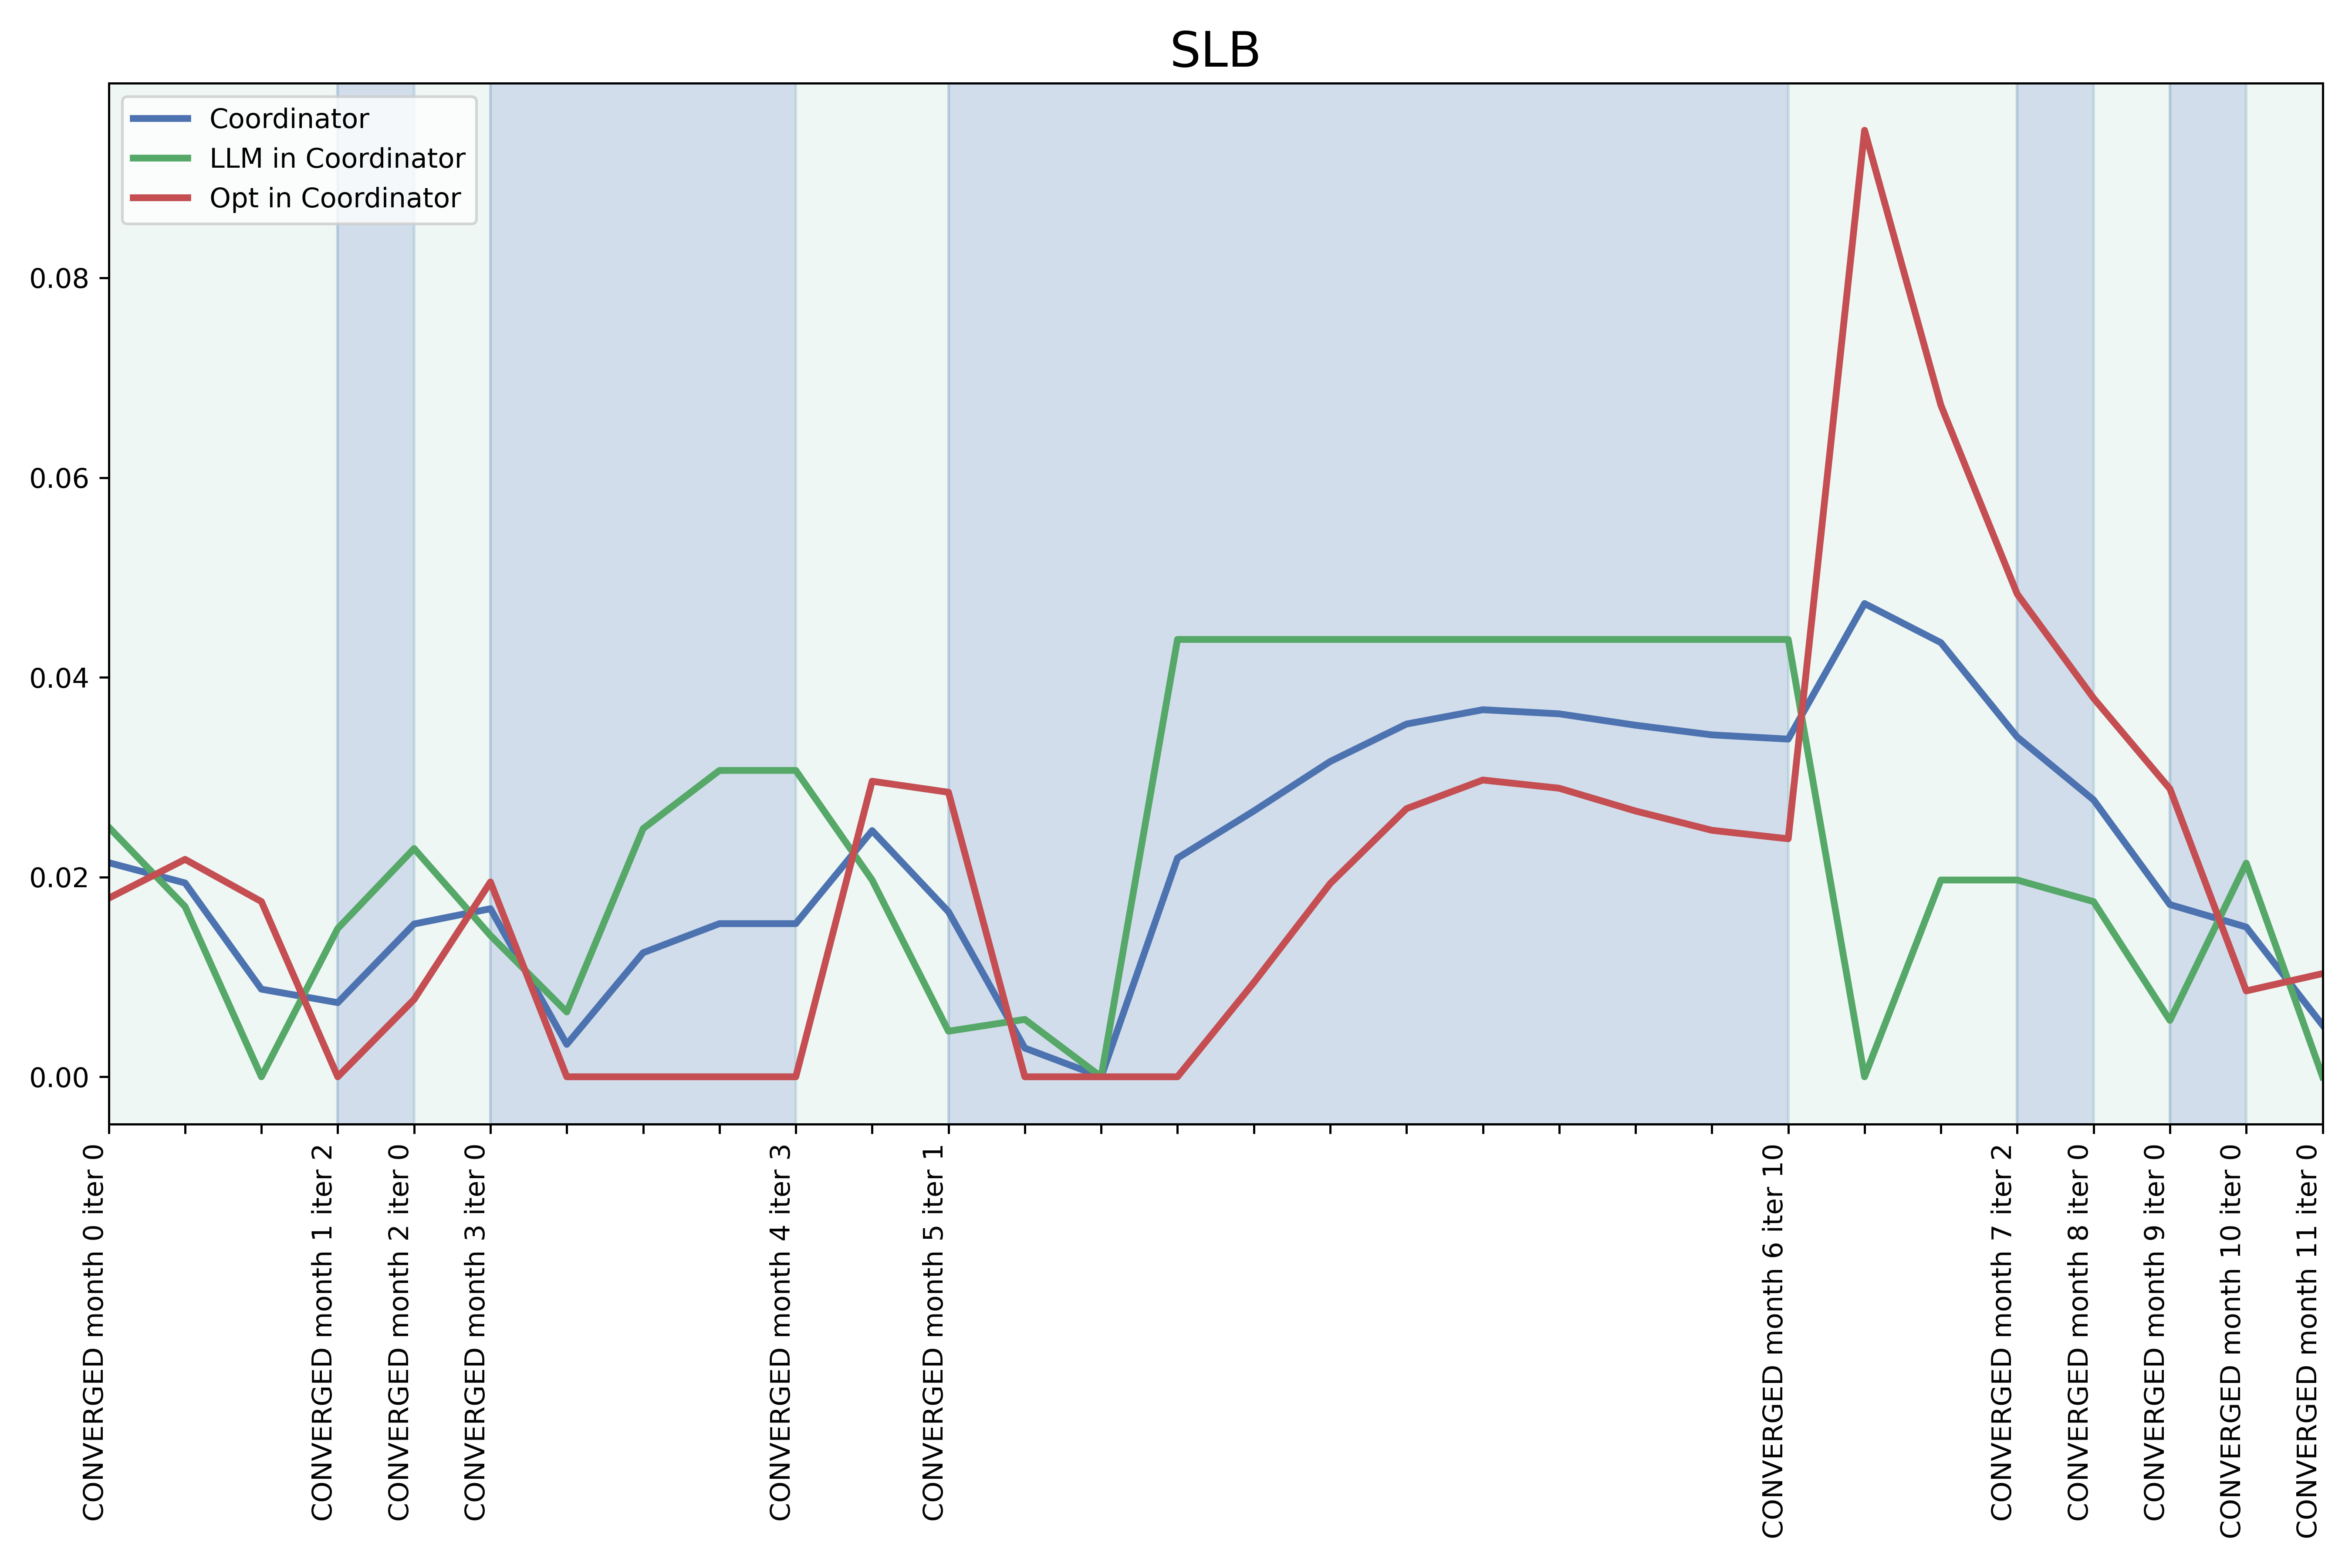 SLB
Coordinator
LLM in Coordinator
Opt in Coordinator
0.08
0.06
0.04
0.02
0.00
CONVERGED month 0 iter 0
CONVERGED month 1 iter 2
CONVERGED month 2 iter 0
CONVERGED month 3 iter 0
CONVERGED month 4 iter 3
CONVERGED month 5 iter 1
CONVERGED month 6 iter 10
CONVERGED month 7 iter 2
CONVERGED month 8 iter 0
CONVERGED month 9 iter 0
CONVERGED month 10 iter 0
CONVERGED month 11 iter 0